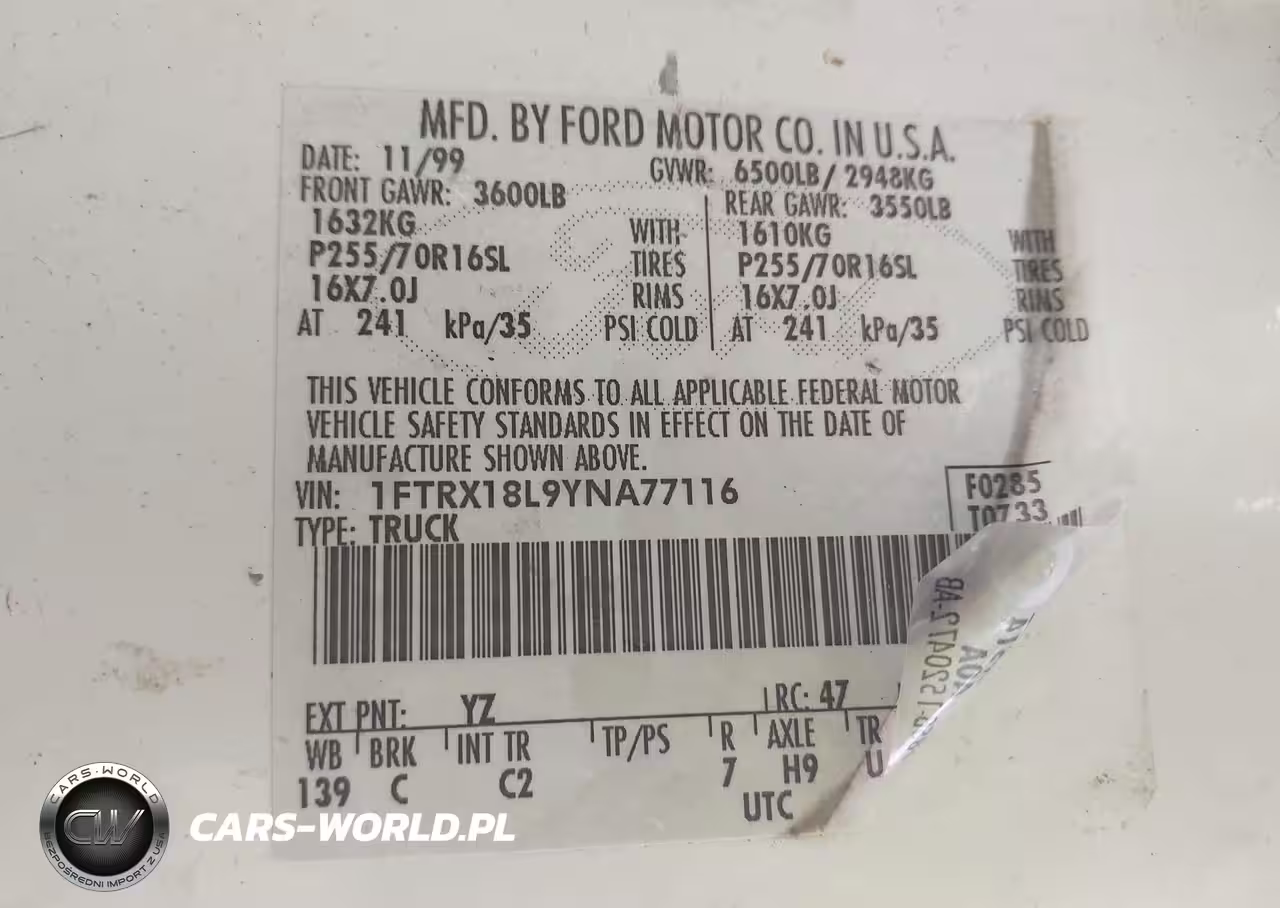 MFD. BY FORD MOTOR CO. IN U.S.A.
DATE: 11/99 GVWR: 6500LB/ 2948KG
FRONT GAWR: 3600LB REAR GAWR: 3550LB
1632KG WITH 1610KG WITH
P255/70R16SL TIRES P255/70R16SL TIRES
16X7.0J RIMS 16X7.0J RIMS
AT 241 kPa/35 PSI COLD AT 241 kPa/35 PSI COLD
THIS VEHICLE CONFORMS TO ALL APPLICABLE FEDERAL MOTOR
VEHICLE SAFETY STANDARDS IN EFFECT ON THE DATE OF
MANUFACTURE SHOWN ABOVE.
VIN: 1FTRX18L9YNA77116 F0285
TYPE: TRUCK T0733
EXT PNT: YZ RC: 47
WB BRK INT TR TP/PS R AXLE TR
139 C C2 7 H9 U
UTC
CARS-WORLD
CW
BEZPOŚREDNI IMPORT Z USA
CARS-WORLD.PL